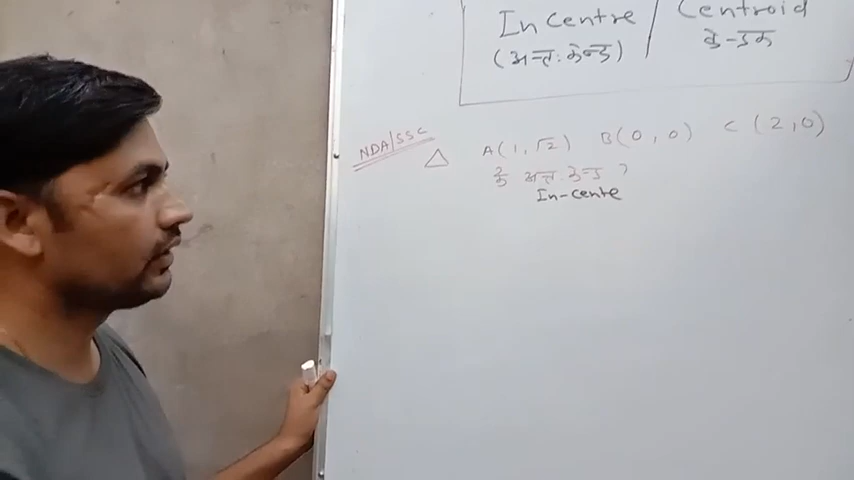 In Centre / Centroid
(अन्त: केन्द्र) केन्द्रक
NDA/SSC
△ A(1, √2) B(0, 0) C (2, 0)
के अन्त: केन्द्र ?
In-centre